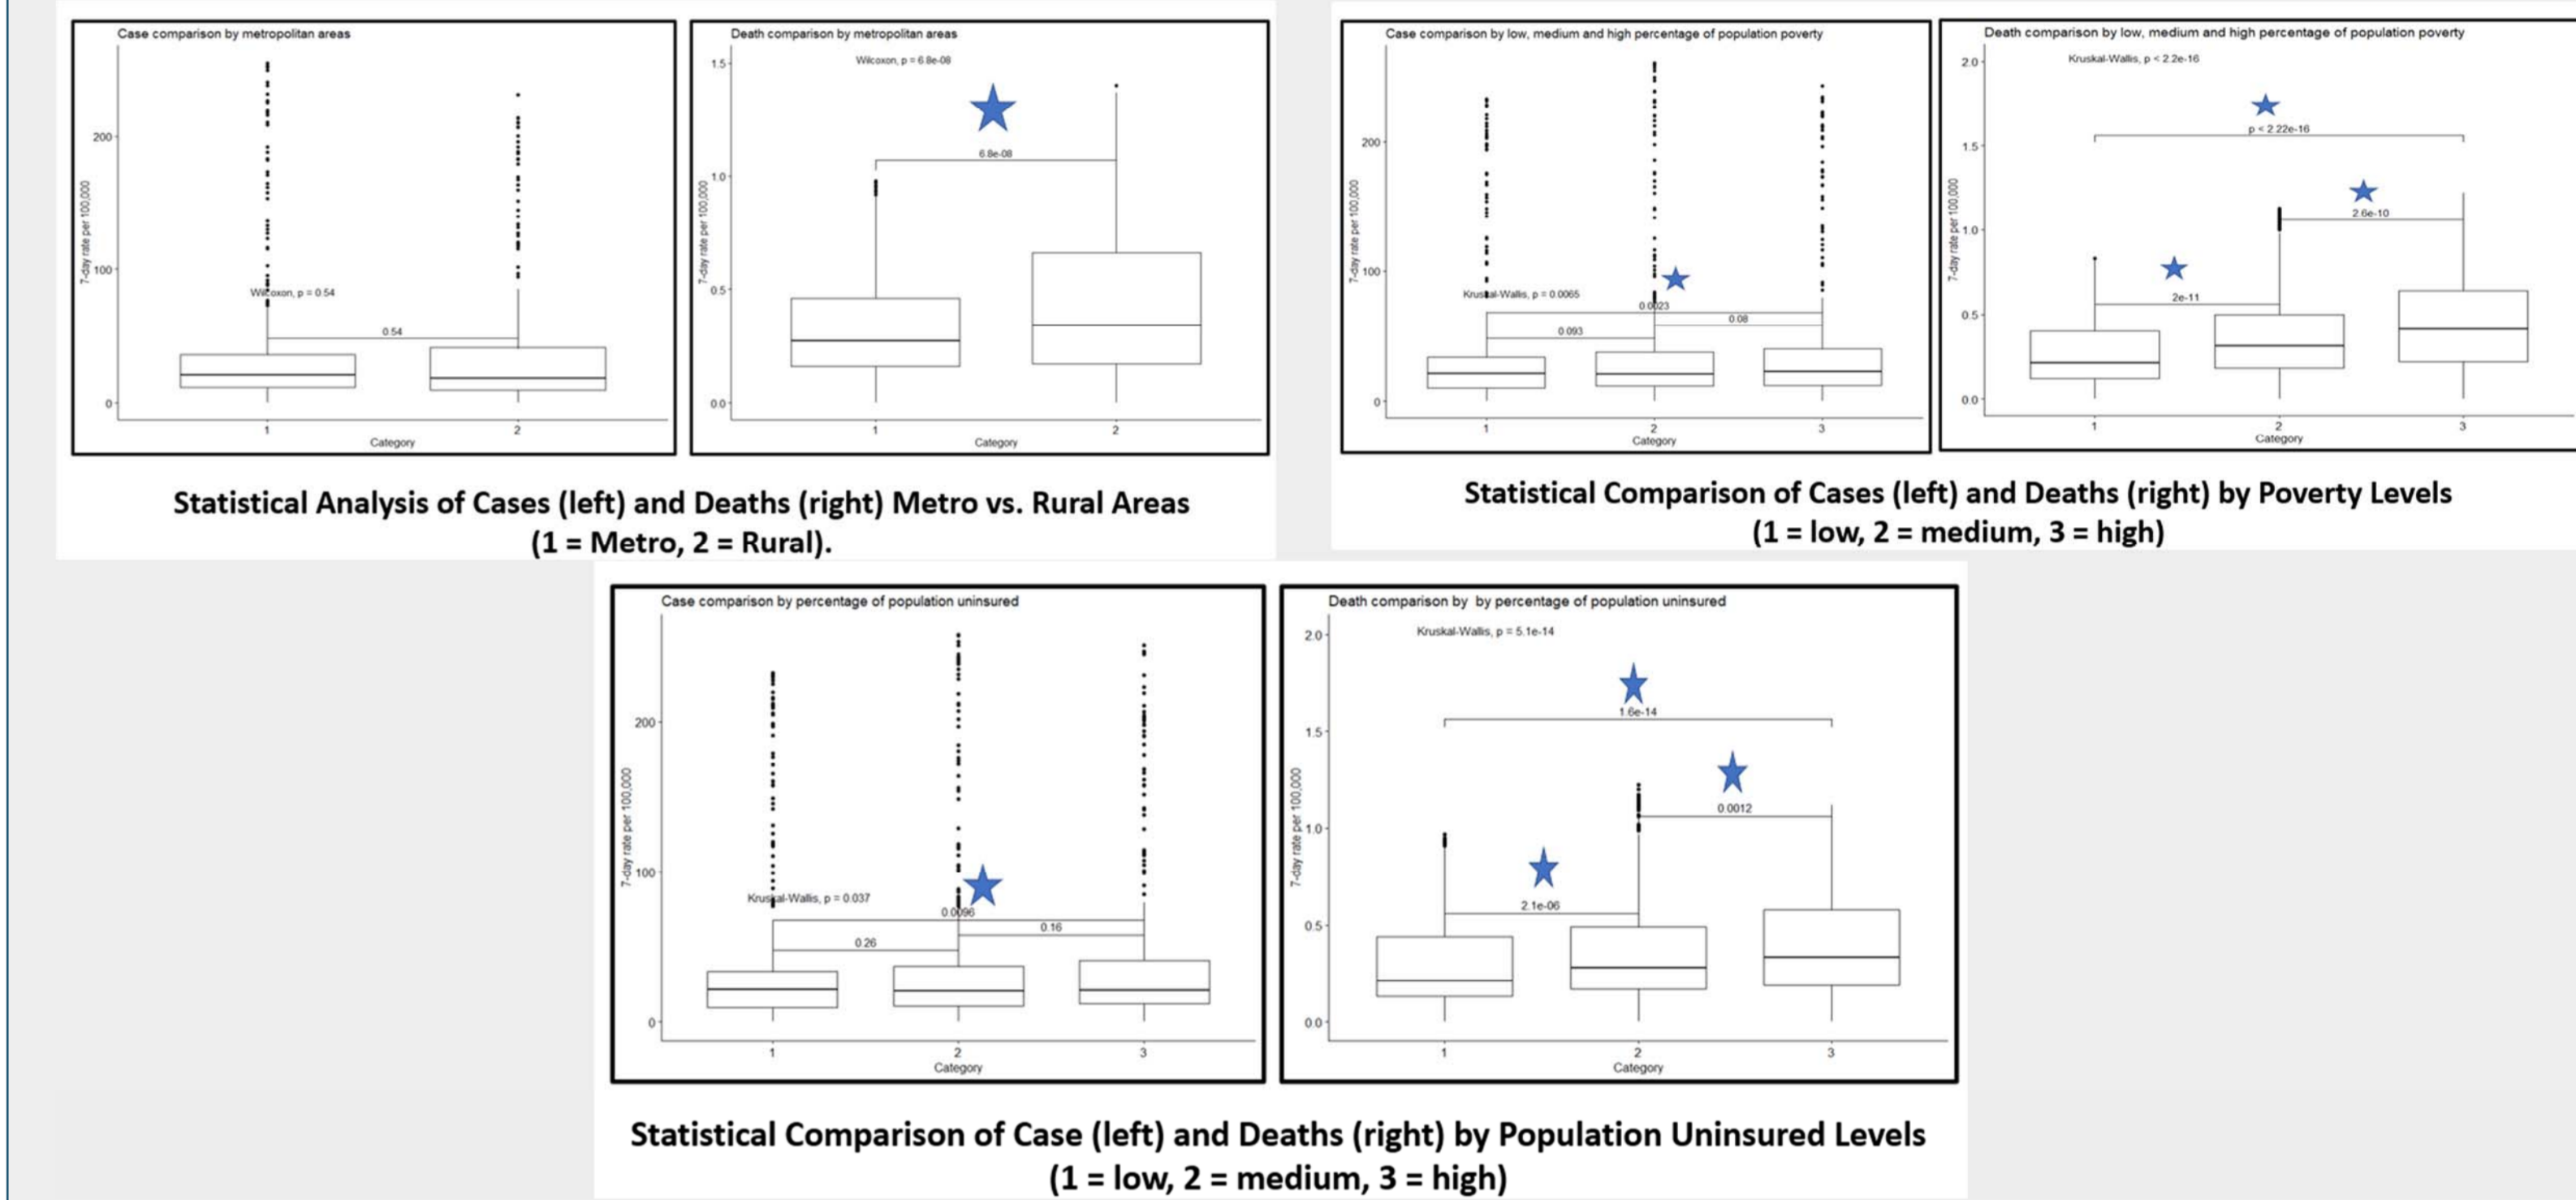 Case comparison by metropolitan areas
7-day rate per 100,000
200
100
0
Wilcoxon, p = 0.54
0.54
1
2
Category
Death comparison by metropolitan areas
7-day rate per 100,000
1.5
1.0
0.5
0.0
Wilcoxon, p = 6.8e-08
6.8e-08
1
2
Category
Statistical Analysis of Cases (left) and Deaths (right) Metro vs. Rural Areas
(1 = Metro, 2 = Rural).
Case comparison by low, medium and high percentage of population poverty
7-day rate per 100,000
200
100
0
Kruskal-Wallis, p = 0.0065
0.0023
0.08
0.093
1
2
3
Category
Death comparison by low, medium and high percentage of population poverty
7-day rate per 100,000
2.0
1.5
1.0
0.5
0.0
Kruskal-Wallis, p < 2.2e-16
p < 2.22e-16
2.6e-10
2e-11
1
2
3
Category
Statistical Comparison of Cases (left) and Deaths (right) by Poverty Levels
(1 = low, 2 = medium, 3 = high)
Case comparison by percentage of population uninsured
7-day rate per 100,000
200
100
0
Kruskal-Wallis, p = 0.037
0.0096
0.16
0.26
1
2
3
Category
Death comparison by by percentage of population uninsured
7-day rate per 100,000
2.0
1.5
1.0
0.5
0.0
Kruskal-Wallis, p = 5.1e-14
1.6e-14
0.0012
2.1e-06
1
2
3
Category
Statistical Comparison of Case (left) and Deaths (right) by Population Uninsured Levels
(1 = low, 2 = medium, 3 = high)